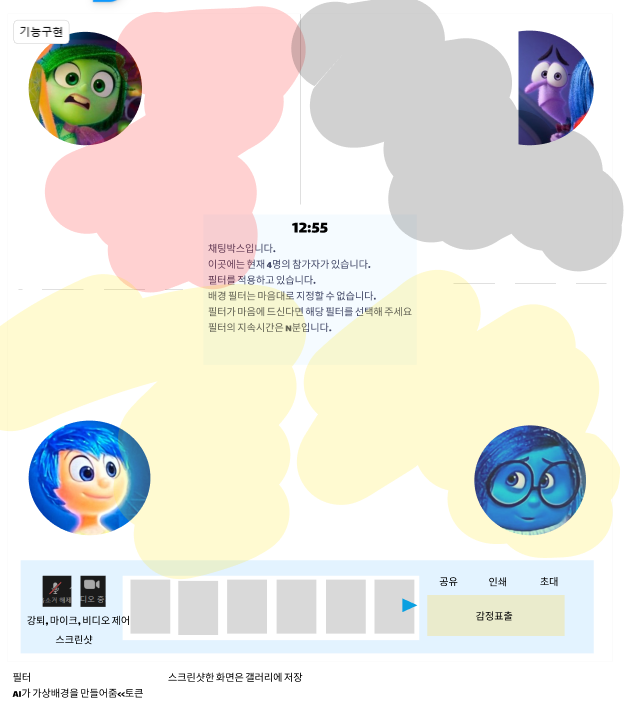 기능구현
12:55
채팅박스입니다.
이곳에는 현재 4명의 참가자가 있습니다.
필터를 적용하고 있습니다.
배경 필터는 마음대로 지정할 수 없습니다.
필터가 마음에 드신다면 해당 필터를 선택해 주세요
필터의 지속시간은 N분입니다.
공유 인쇄 초대
소거 해제 디오 중
강퇴, 마이크, 비디오 제어
스크린샷
감정표출
필터 스크린샷한 화면은 갤러리에 저장
AI가 가상배경을 만들어줌<<토큰